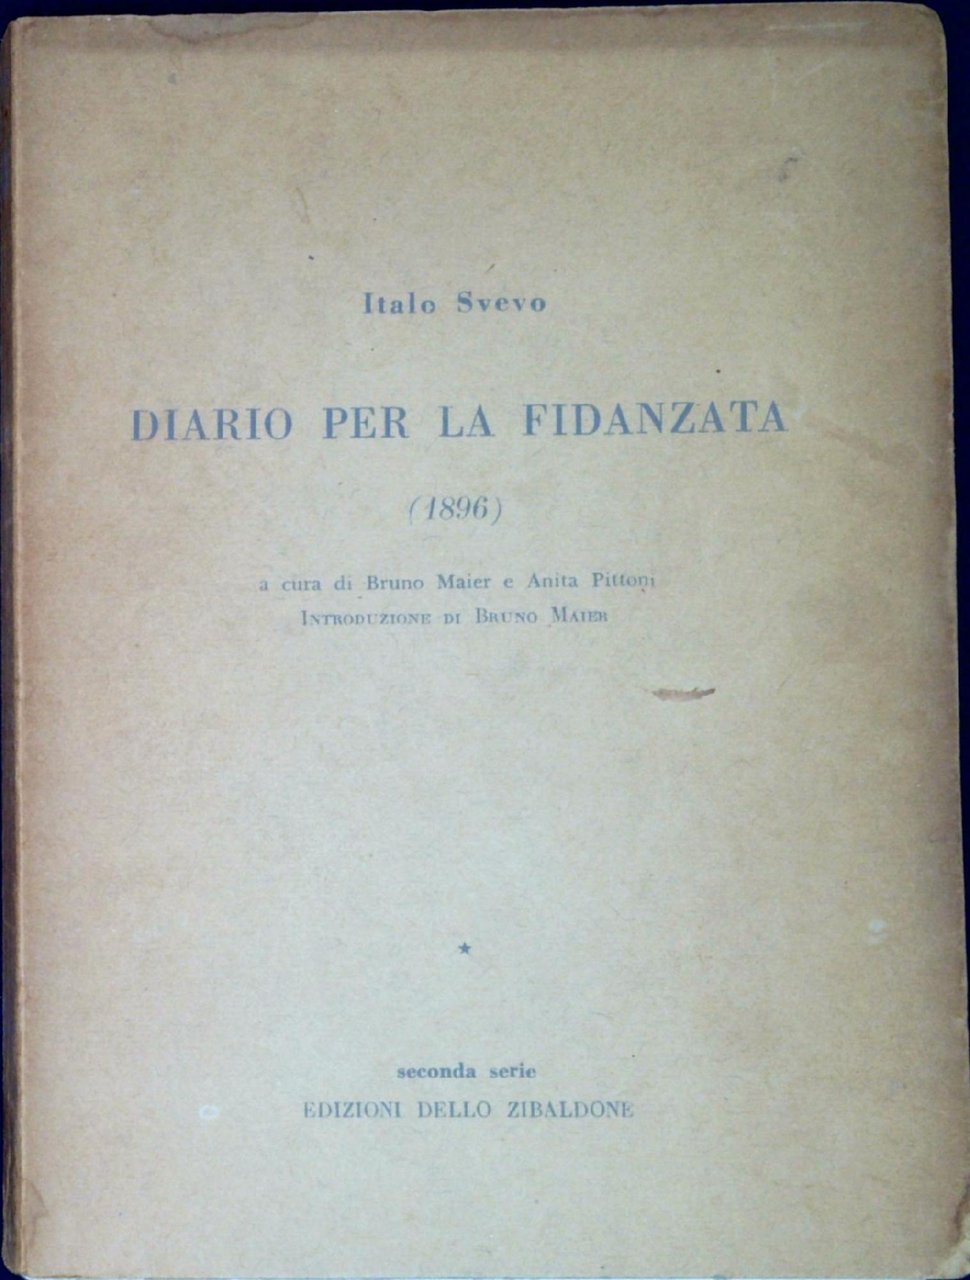 Italo Svevo
DIARIO PER LA FIDANZATA
(1896)
a cura di Bruno Maier e Anita Pittoni
INTRODUZIONE DI BRUNO MAIER
★
seconda serie
EDIZIONI DELLO ZIBALDONE